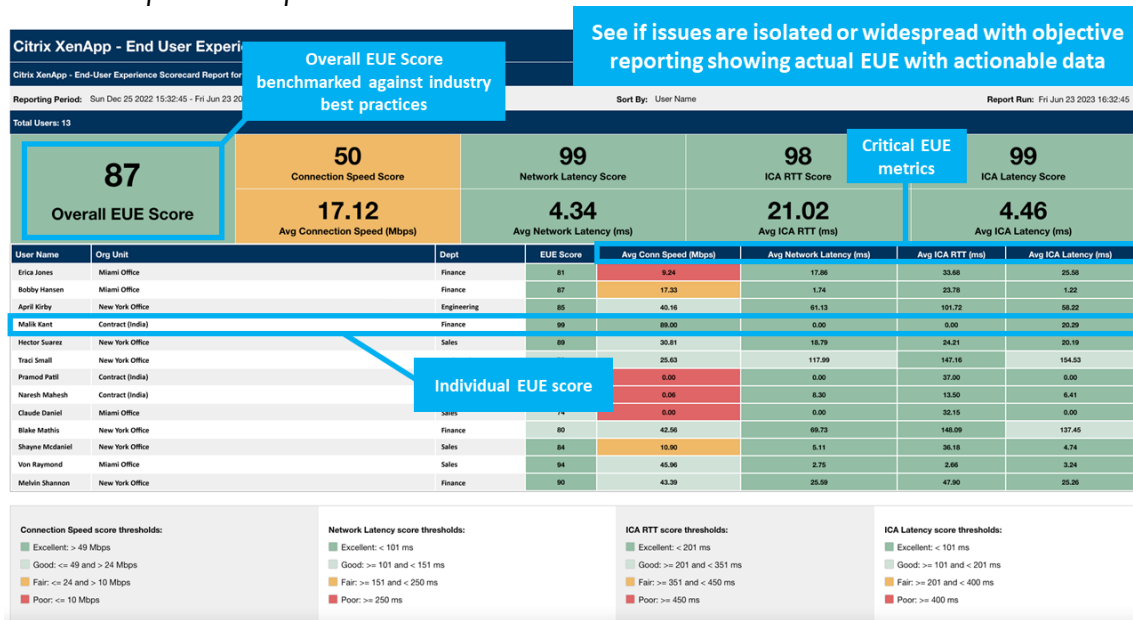 Citrix XenApp - End User Experi
See if issues are isolated or widespread with objective
reporting showing actual EUE with actionable data
Overall EUE Score
benchmarked against industry
best practices
Citrix XenApp - End-User Experience Scorecard Report for
Reporting Period: Sun Dec 25 2022 15:32:45 - Fri Jun 23 20
Sort By: User Name
Report Run: Fri Jun 23 2023 16:32:45
Total Users: 13
Critical EUE
metrics
87
Overall EUE Score
50
Connection Speed Score
99
Network Latency Score
98
ICA RTT Score
99
ICA Latency Score
17.12
Avg Connection Speed (Mbps)
4.34
Avg Network Latency (ms)
21.02
Avg ICA RTT (ms)
4.46
Avg ICA Latency (ms)
User Name Org Unit Dept EUE Score Avg Conn Speed (Mbps) Avg Network Latency (ms) Avg ICA RTT (ms) Avg ICA Latency (ms)
Erica Jones Miami Office Finance 81 9.24 17.86 33.68 25.58
Bobby Hansen Miami Office Finance 87 17.33 1.74 23.78 1.22
April Kirby New York Office Engineering 85 40.16 61.13 101.72 58.22
Malik Kant Contract (India) Finance 99 89.00 0.00 0.00 20.29
Hector Suarez New York Office Sales 89 30.81 18.79 24.21 20.19
Traci Small New York Office 25.63 117.99 147.16 154.53
Pramod Patil Contract (India) 0.00 0.00 37.00 0.00
Naresh Mahesh Contract (India) 0.06 8.30 13.50 6.41
Claude Daniel Miami Office Sales 74 0.00 0.00 32.15 0.00
Blake Mathis New York Office Finance 80 42.56 69.73 148.09 137.45
Shayne Mcdaniel New York Office Sales 84 10.90 5.11 36.18 4.74
Von Raymond Miami Office Sales 94 45.96 2.75 2.66 3.24
Melvin Shannon New York Office Finance 90 43.39 25.59 47.90 25.26
Individual EUE score
Connection Speed score thresholds:
Excellent: > 49 Mbps
Good: <= 49 and > 24 Mbps
Fair: <= 24 and > 10 Mbps
Poor: <= 10 Mbps
Network Latency score thresholds:
Excellent: < 101 ms
Good: >= 101 and < 151 ms
Fair: >= 151 and < 250 ms
Poor: >= 250 ms
ICA RTT score thresholds:
Excellent: < 201 ms
Good: >= 201 and < 351 ms
Fair: >= 351 and < 450 ms
Poor: >= 450 ms
ICA Latency score thresholds:
Excellent: < 101 ms
Good: >= 101 and < 201 ms
Fair: >= 201 and < 400 ms
Poor: >= 400 ms